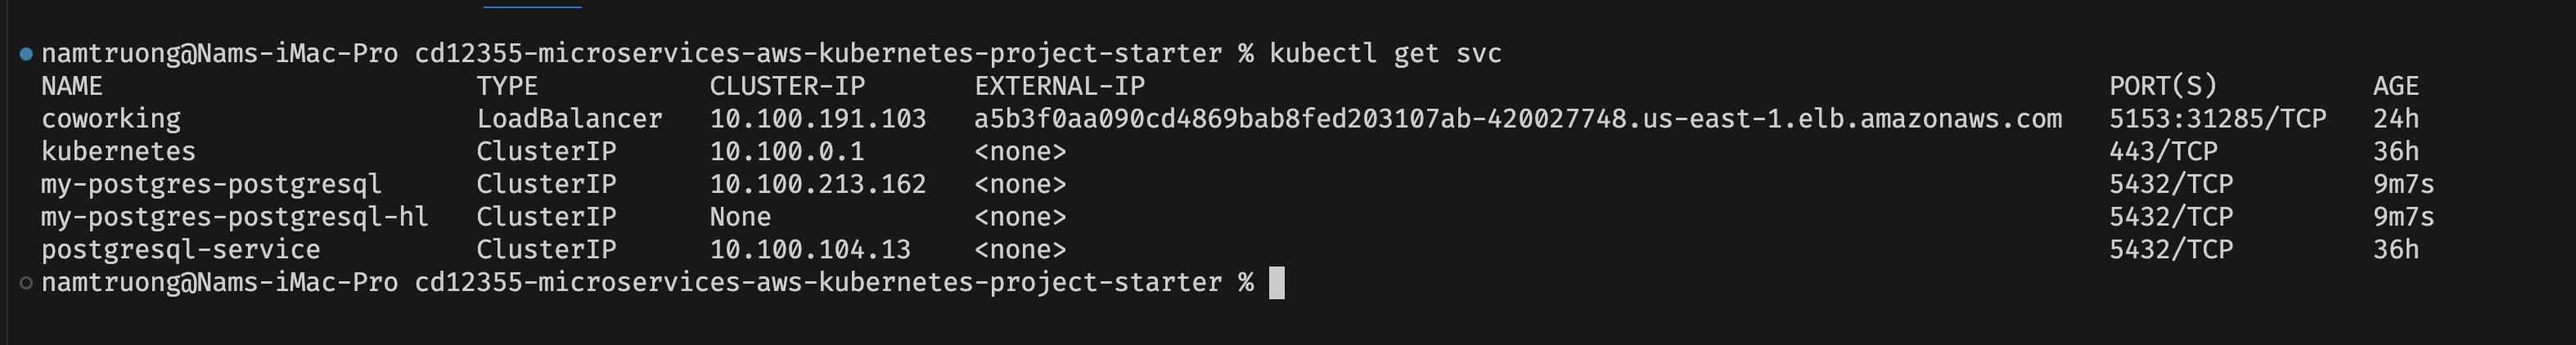 namtruong@Nams-iMac-Pro cd12355-microservices-aws-kubernetes-project-starter % kubectl get svc
NAME TYPE CLUSTER-IP EXTERNAL-IP PORT(S) AGE
coworking LoadBalancer 10.100.191.103 a5b3f0aa090cd4869bab8fed203107ab-420027748.us-east-1.elb.amazonaws.com 5153:31285/TCP 24h
kubernetes ClusterIP 10.100.0.1 <none> 443/TCP 36h
my-postgres-postgresql ClusterIP 10.100.213.162 <none> 5432/TCP 9m7s
my-postgres-postgresql-hl ClusterIP None <none> 5432/TCP 9m7s
postgresql-service ClusterIP 10.100.104.13 <none> 5432/TCP 36h
namtruong@Nams-iMac-Pro cd12355-microservices-aws-kubernetes-project-starter %